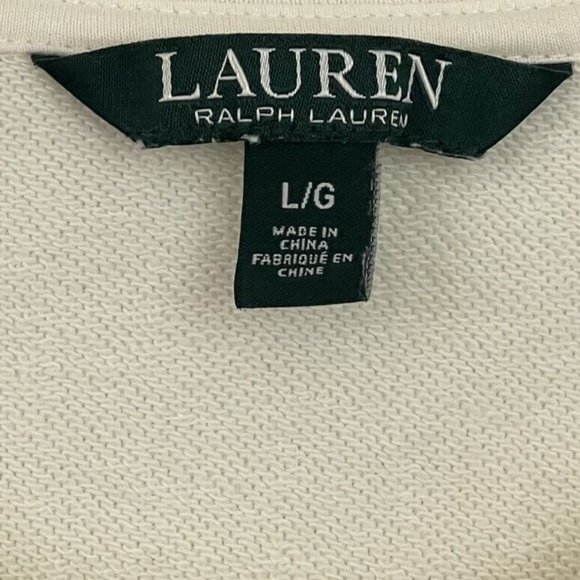 LAUREN
RALPH LAUREN
L/G
MADE IN
CHINA
FABRIQUÉ EN
CHINE